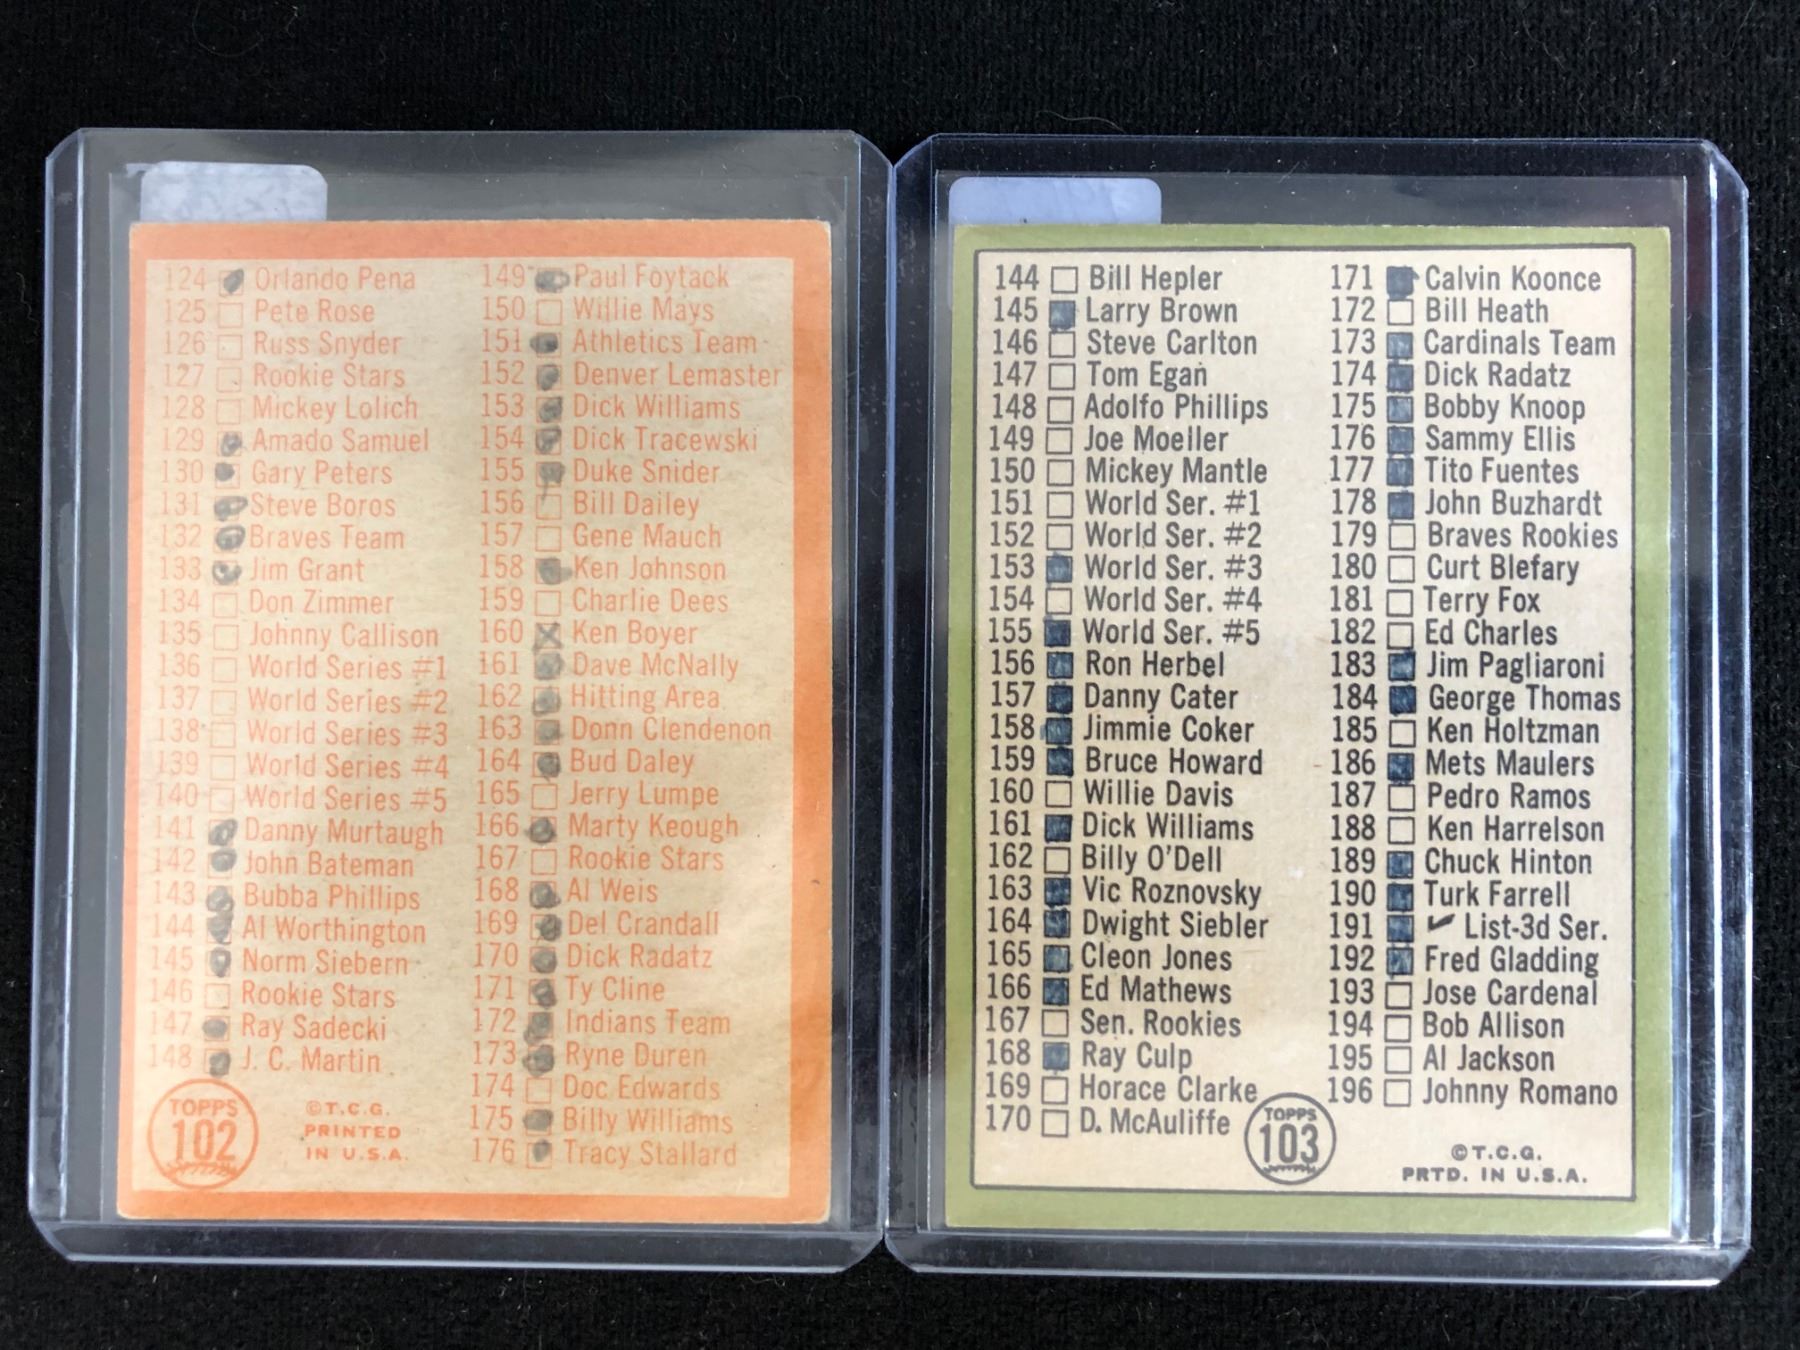 124 Orlando Pena
125 Pete Rose
126 Russ Snyder
127 Rookie Stars
128 Mickey Lolich
129 Amado Samuel
130 Gary Peters
131 Steve Boros
132 Braves Team
133 Jim Grant
134 Don Zimmer
135 Johnny Callison
136 World Series #1
137 World Series #2
138 World Series #3
139 World Series #4
140 World Series #5
141 Danny Murtaugh
142 John Bateman
143 Bubba Phillips
144 Al Worthington
145 Norm Siebern
146 Rookie Stars
147 Ray Sadecki
148 J. C. Martin
TOPPS
102
©T.C.G.
PRINTED
IN U.S.A.
149 Paul Foytack
150 Willie Mays
151 Athletics Team
152 Denver Lemaster
153 Dick Williams
154 Dick Tracewski
155 Duke Snider
156 Bill Dailey
157 Gene Mauch
158 Ken Johnson
159 Charlie Dees
160 Ken Boyer
161 Dave McNally
162 Hitting Area
163 Donn Clendenon
164 Bud Daley
165 Jerry Lumpe
166 Marty Keough
167 Rookie Stars
168 Al Weis
169 Del Crandall
170 Dick Radatz
171 Ty Cline
172 Indians Team
173 Ryne Duren
174 Doc Edwards
175 Billy Williams
176 Tracy Stallard
144 Bill Hepler
145 Larry Brown
146 Steve Carlton
147 Tom Egan
148 Adolfo Phillips
149 Joe Moeller
150 Mickey Mantle
151 World Ser. #1
152 World Ser. #2
153 World Ser. #3
154 World Ser. #4
155 World Ser. #5
156 Ron Herbel
157 Danny Cater
158 Jimmie Coker
159 Bruce Howard
160 Willie Davis
161 Dick Williams
162 Billy O'Dell
163 Vic Roznovsky
164 Dwight Siebler
165 Cleon Jones
166 Ed Mathews
167 Sen. Rookies
168 Ray Culp
169 Horace Clarke
170 D. McAuliffe
TOPPS
103
171 Calvin Koonce
172 Bill Heath
173 Cardinals Team
174 Dick Radatz
175 Bobby Knoop
176 Sammy Ellis
177 Tito Fuentes
178 John Buzhardt
179 Braves Rookies
180 Curt Blefary
181 Terry Fox
182 Ed Charles
183 Jim Pagliaroni
184 George Thomas
185 Ken Holtzman
186 Mets Maulers
187 Pedro Ramos
188 Ken Harrelson
189 Chuck Hinton
190 Turk Farrell
191 ✓ List-3d Ser.
192 Fred Gladding
193 Jose Cardenal
194 Bob Allison
195 Al Jackson
196 Johnny Romano
©T.C.G.
PRTD. IN U.S.A.